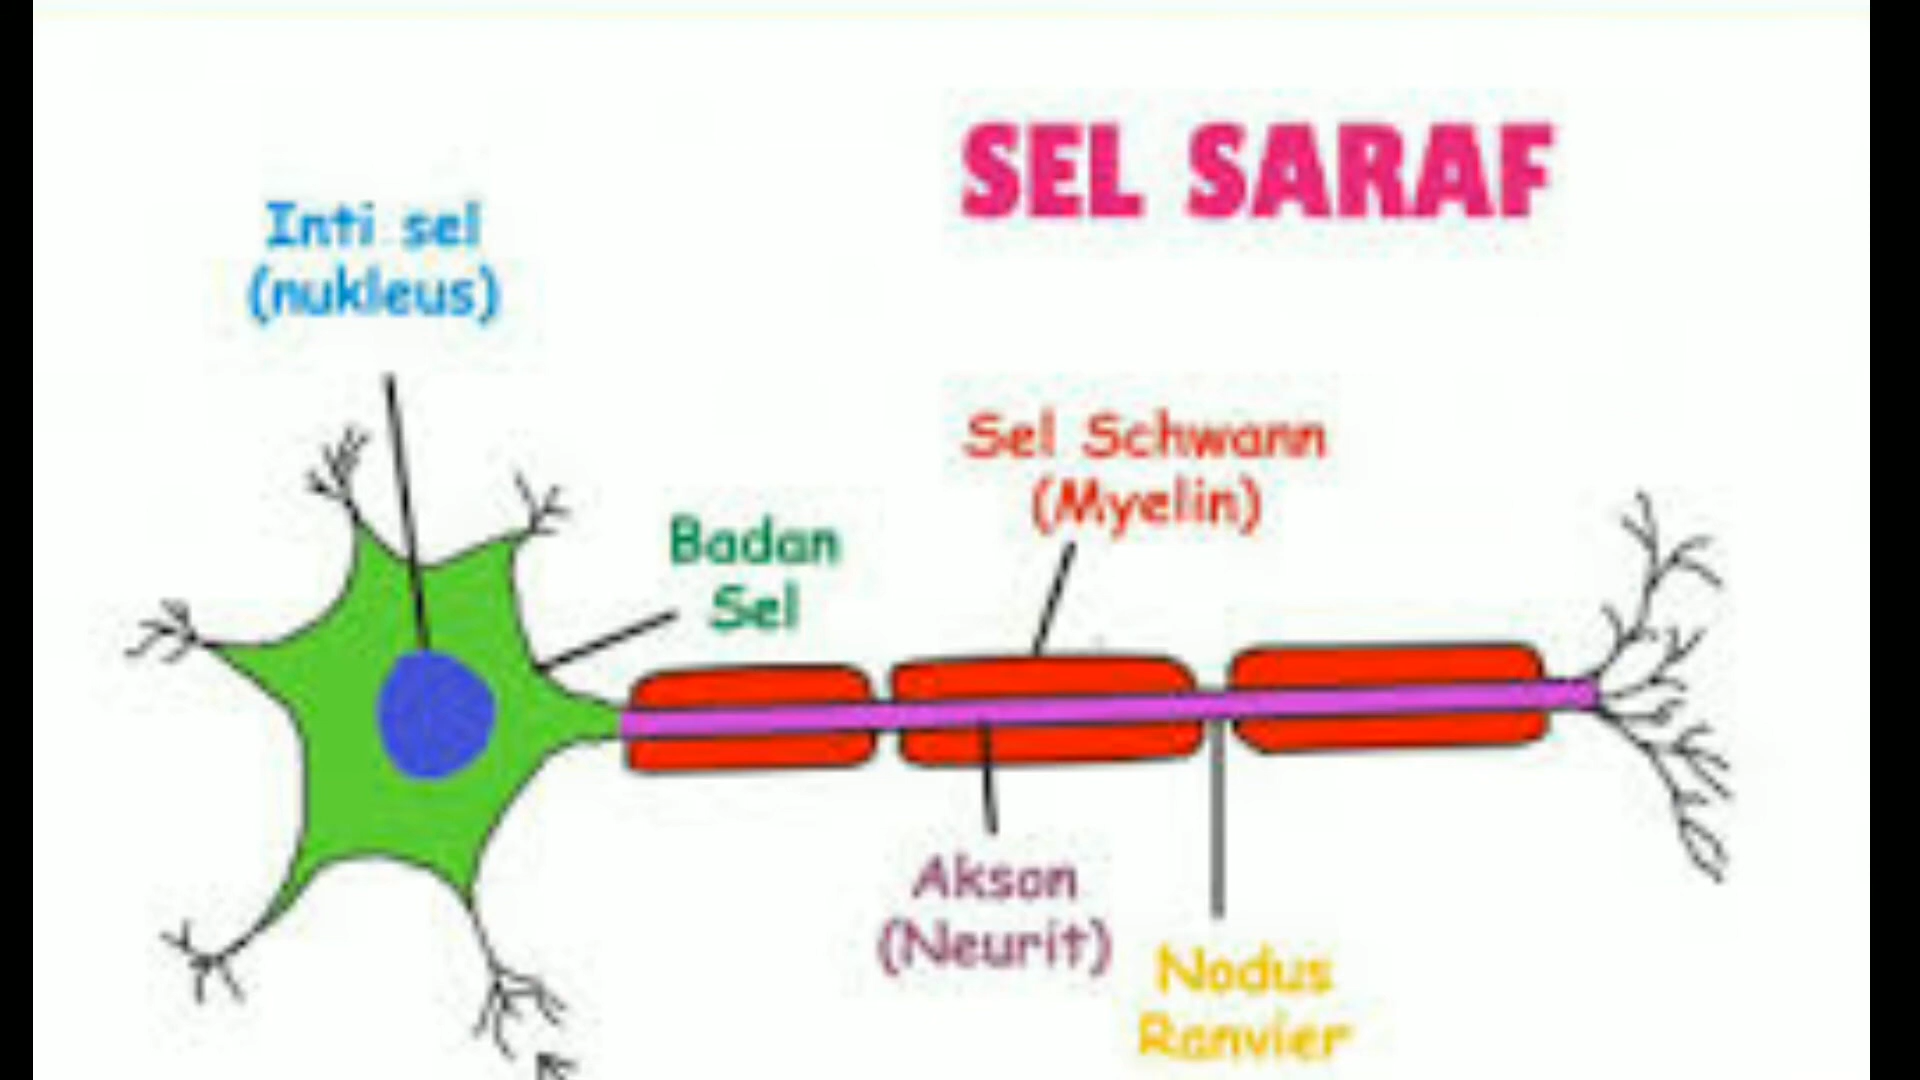 SEL SARAF
Inti sel
(nukleus)
Sel Schwann
(Myelin)
Badan
Sel
Akson
(Neurit)
Nodus
Ranvier